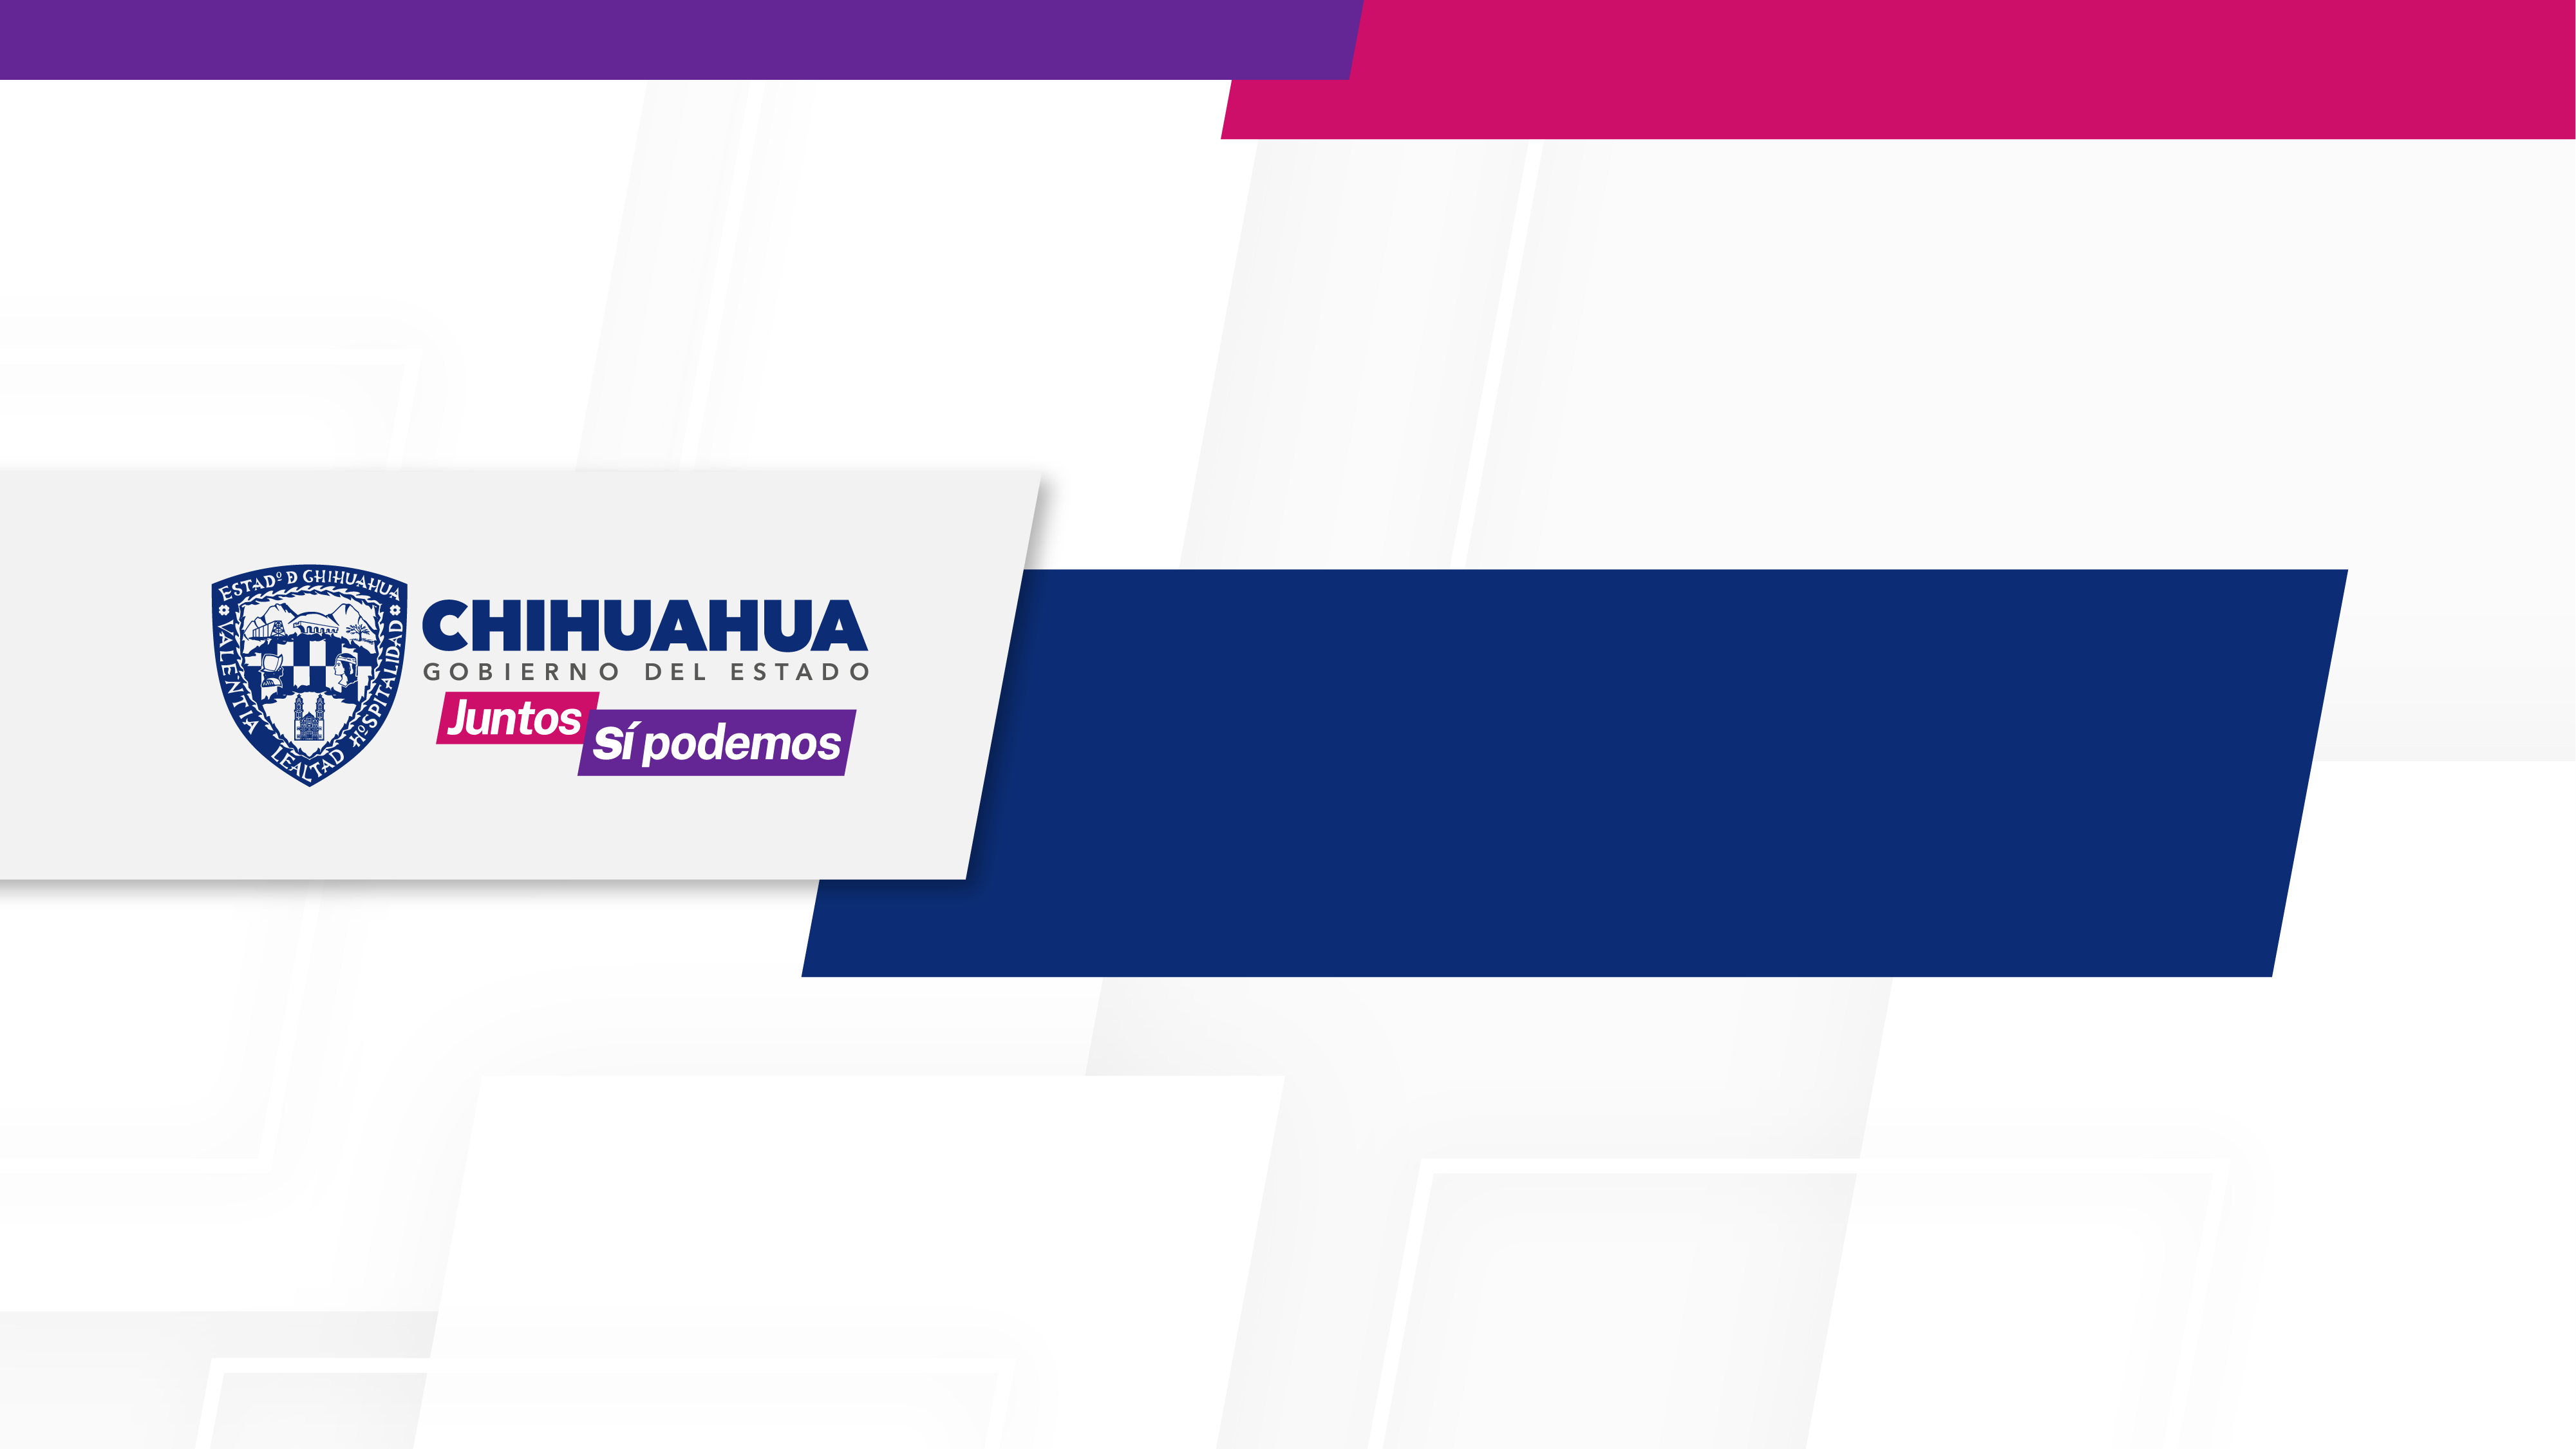 ESTADº D CHIHUAHUA
VALENTIA
LEALTAD
HºSPITALIDAD
CHIHUAHUA
GOBIERNO DEL ESTADO
Juntos
sí podemos